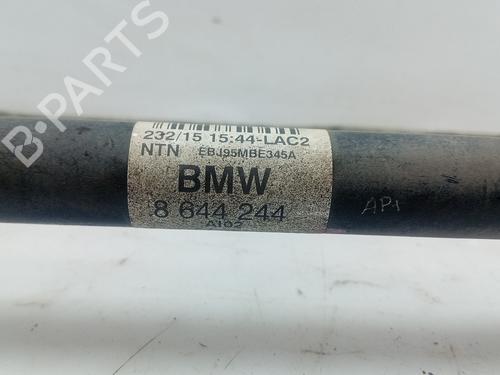 232/15 15:44-LAC2
NTN EBJ95MBE345A
BMW
8 644 244
A102
AP1
B-PARTS